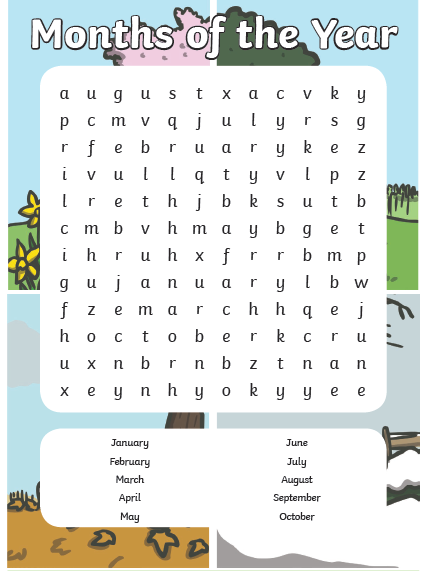 Months of the Year
a u g u s t x a c v k y
p c m v q j u l y r s g
r f e b r u a r y k e z
i v u l l q t y v l p z
l r e t h j b k s u t b
c m b v h m a y b g e t
i h r u h x f r r b m p
g u j a n u a r y l b w
f z e m a r c h h q e j
h o c t o b e r k c r u
u x n b r n b z t n a n
x e y n h y o k y y e e
January June
February July
March August
April September
May October